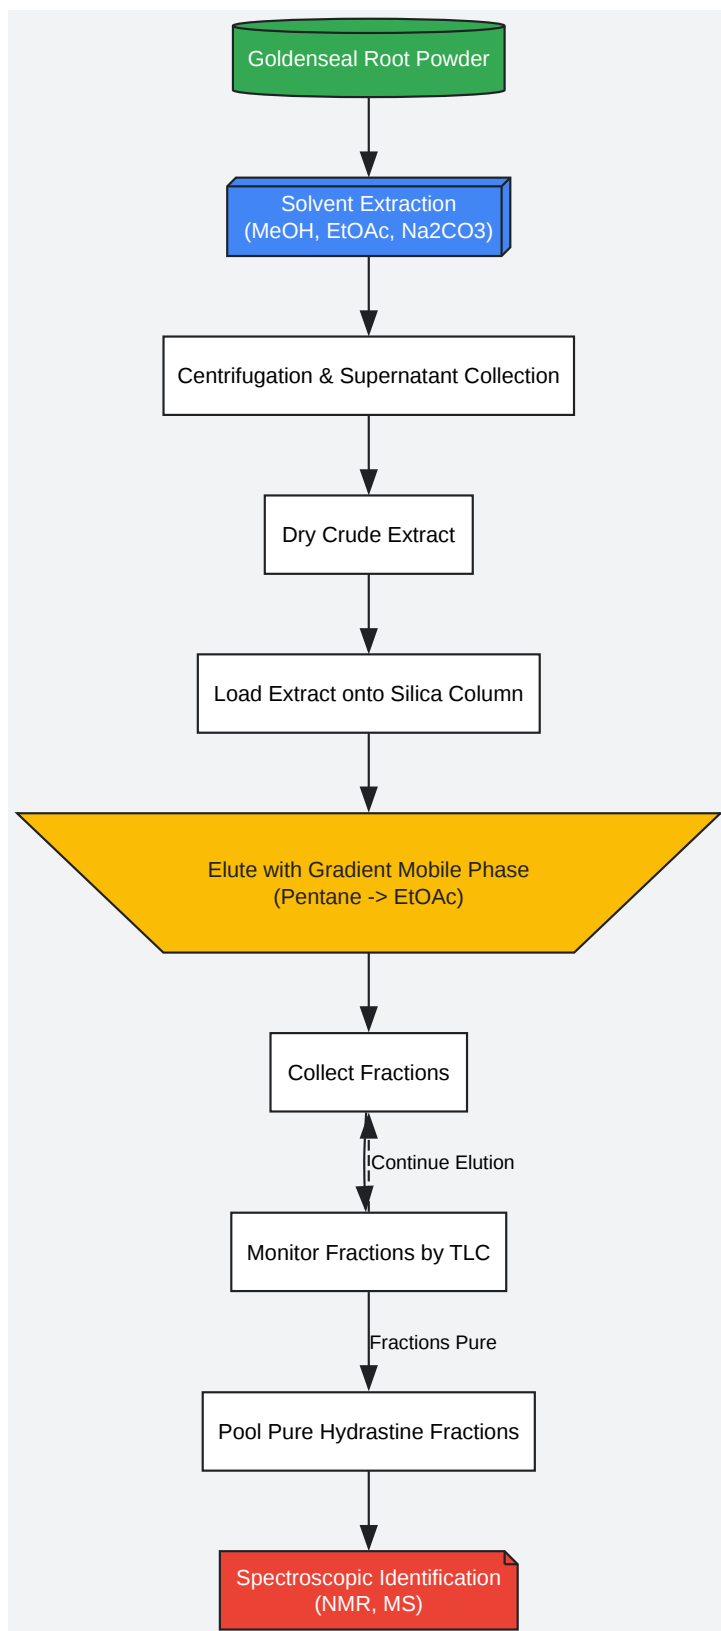 Goldenseal Root Powder
Solvent Extraction
(MeOH, EtOAc, Na2CO3)
Centrifugation & Supernatant Collection
Dry Crude Extract
Load Extract onto Silica Column
Elute with Gradient Mobile Phase
(Pentane -> EtOAc)
Collect Fractions
Continue Elution
Monitor Fractions by TLC
Fractions Pure
Pool Pure Hydrastine Fractions
Spectroscopic Identification
(NMR, MS)